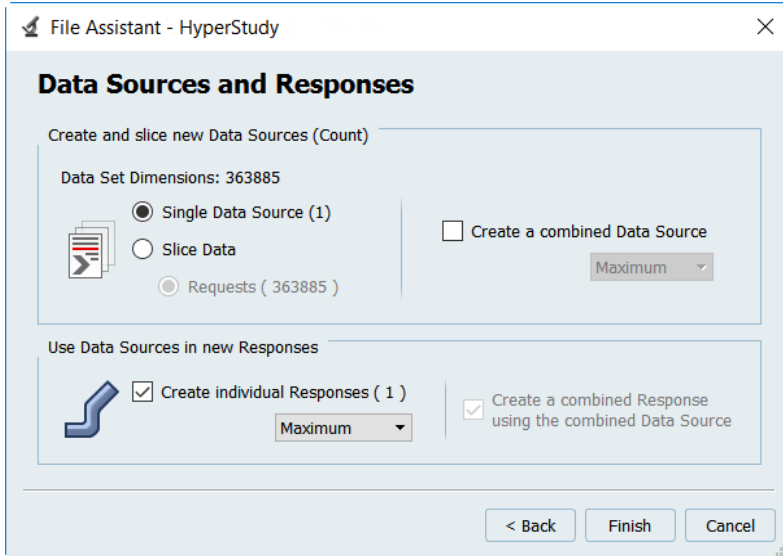 File Assistant - HyperStudy
Data Sources and Responses
Create and slice new Data Sources (Count)
Data Set Dimensions: 363885
Single Data Source (1)
Slice Data
Requests ( 363885 )
Create a combined Data Source
Maximum
Use Data Sources in new Responses
Create individual Responses ( 1 )
Maximum
Create a combined Response
using the combined Data Source
< Back
Finish
Cancel